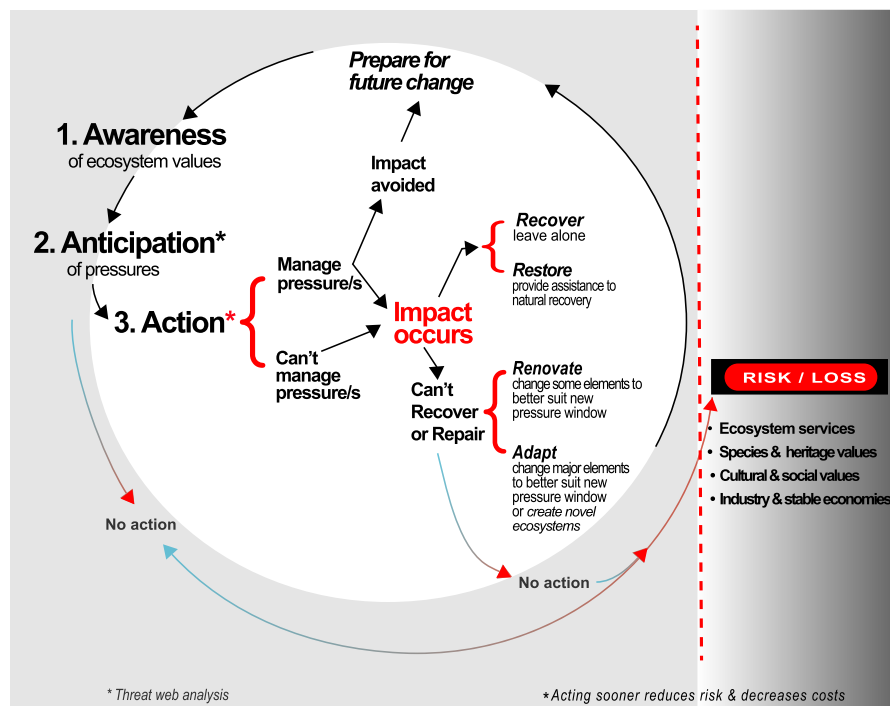 Prepare for
future change
1. Awareness
of ecosystem values
Impact
avoided
2. Anticipation*
of pressures
Manage
pressure/s
3. Action*
Can't
manage
pressure/s
Impact
occurs
Recover
leave alone
Restore
provide assistance to
natural recovery
Can't
Recover
or Repair
Renovate
change some elements to
better suit new
pressure window
Adapt
change major elements
to better suit new
pressure window
or create novel
ecosystems
No action
No action
RISK / LOSS
• Ecosystem services
• Species & heritage values
• Cultural & social values
• Industry & stable economies
* Threat web analysis
* Acting sooner reduces risk & decreases costs